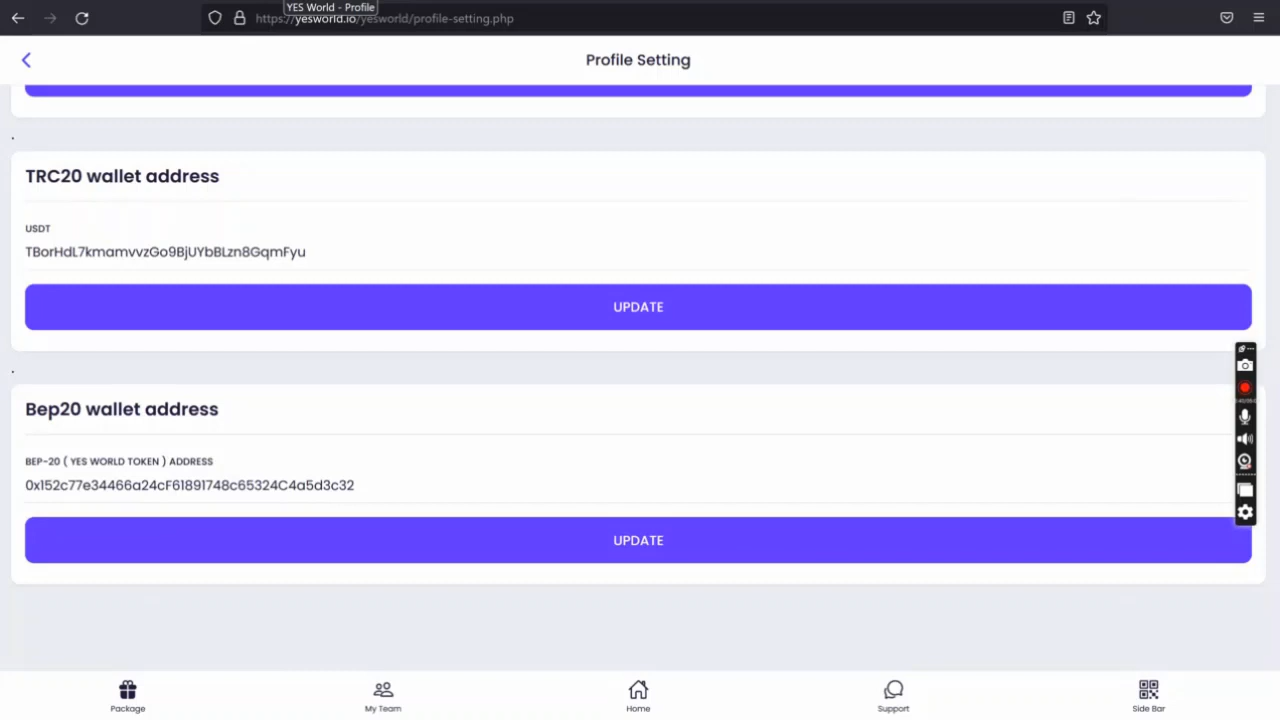 YES World - Profile
https://yesworld.io/yesworld/profile-setting.php
Profile Setting
.
TRC20 wallet address
USDT
TBorHdL7kmamvvzGo9BjUYbBLzn8GqmFyu
UPDATE
.
Bep20 wallet address
BEP-20 ( YES WORLD TOKEN ) ADDRESS
0x152c77e34466a24cF61891748c65324C4a5d3c32
UPDATE
Package
My Team
Home
Support
Side Bar